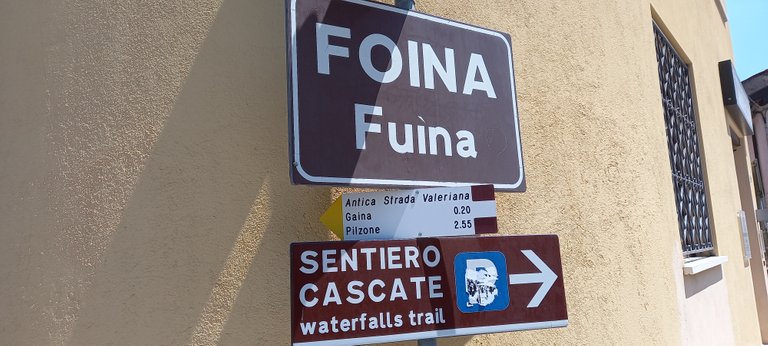 FOINA
Fuìna
Antica Strada Valeriana
Gaina 0.20
Pilzone 2.55
SENTIERO
CASCATE
waterfalls trail